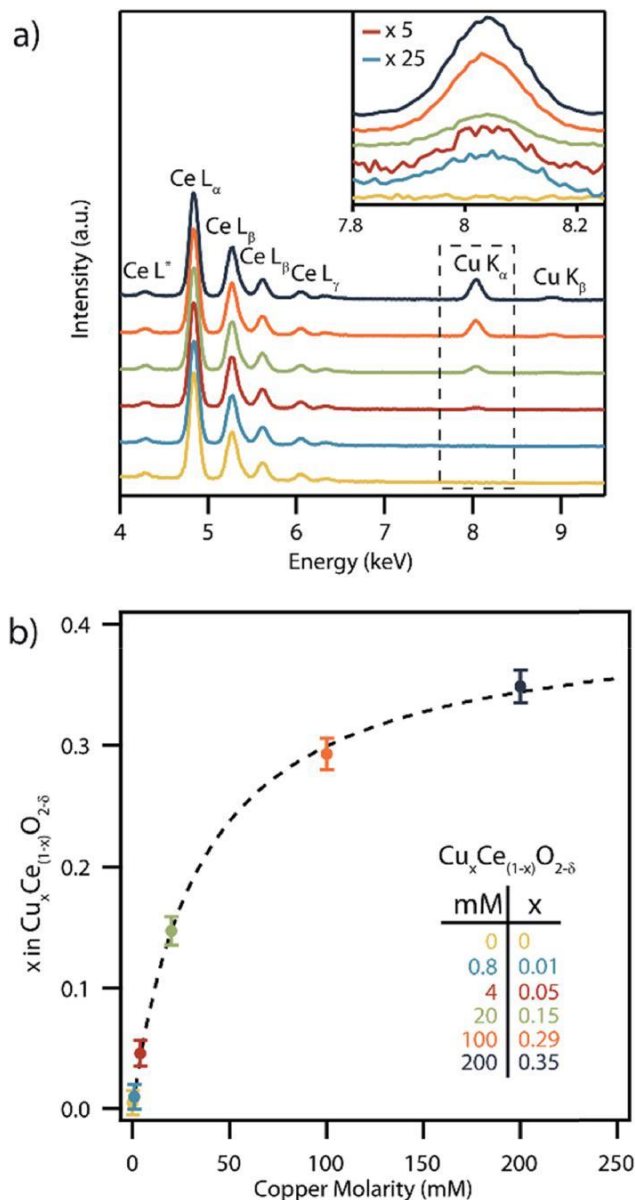 a)
x 5
x 25
7.8 8 8.2
Ce L*
Ce Lα
Ce Lβ
Ce Lβ
Ce Lγ
Cu Kα
Cu Kβ
Intensity (a.u.)
4 5 6 7 8 9
Energy (keV)
b)
0.4
0.3
0.2
0.1
0.0
x in CuxCe(1-x)O2-δ
CuxCe(1-x)O2-δ
mM x
0 0
0.8 0.01
4 0.05
20 0.15
100 0.29
200 0.35
0 50 100 150 200 250
Copper Molarity (mM)